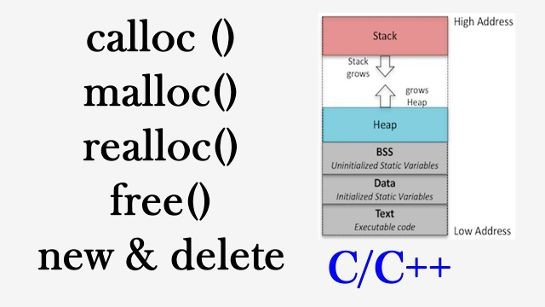 calloc ()
malloc()
realloc()
free()
new & delete
High Address
Stack
Stack
grows
grows
Heap
Heap
BSS
Uninitialized Static Variables
Data
Initialized Static Variables
Text
Executable code
Low Address
C/C++